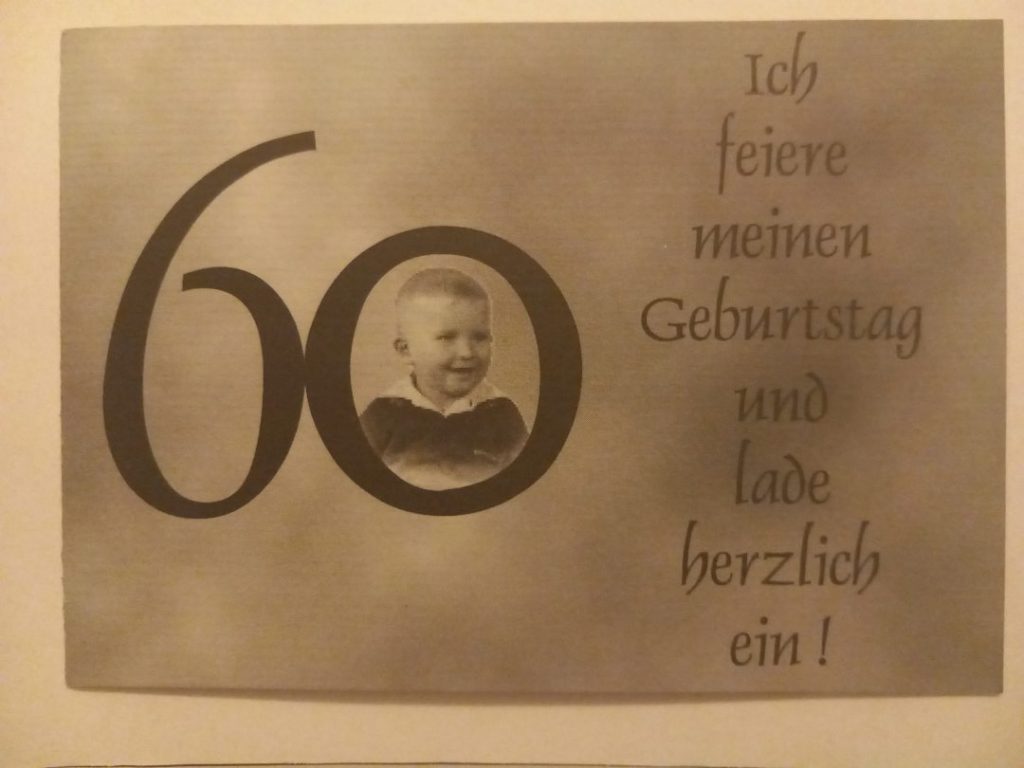 60
Ich
feiere
meinen
Geburtstag
und
lade
herzlich
ein !